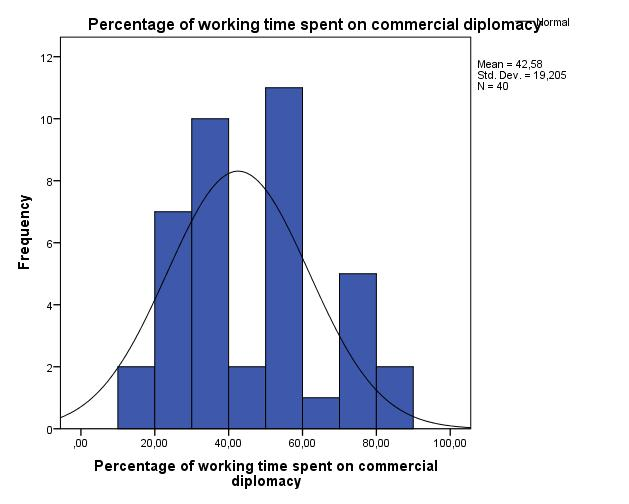 Percentage of working time spent on commercial diplomacy
Normal
Mean = 42,58
Std. Dev. = 19,205
N = 40
Frequency
12
10
8
6
4
2
0
,00
20,00
40,00
60,00
80,00
100,00
Percentage of working time spent on commercial
diplomacy